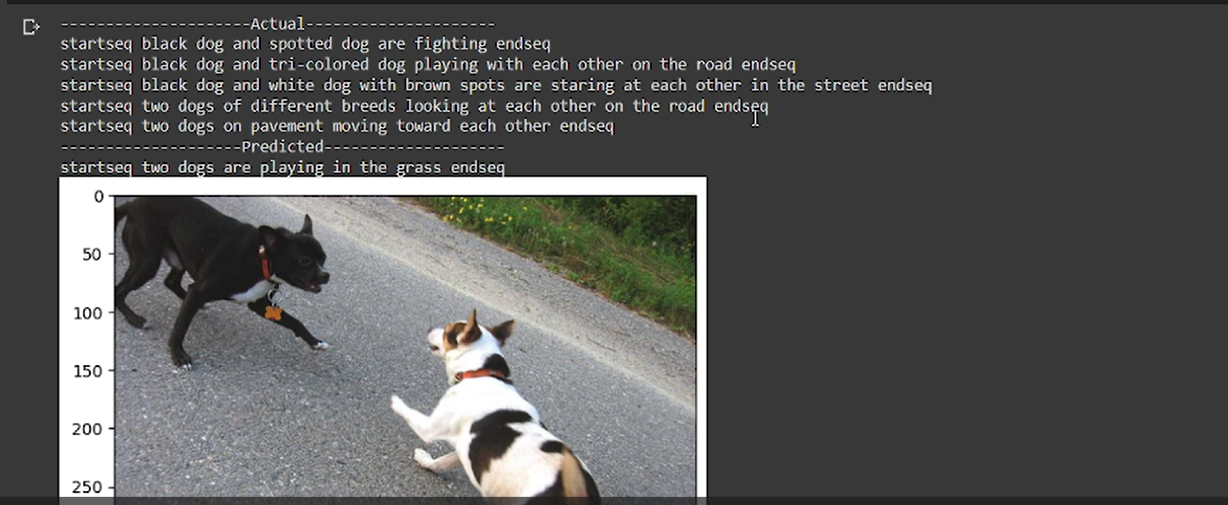 ----------------------Actual----------------------
startseq black dog and spotted dog are fighting endseq
startseq black dog and tri-colored dog playing with each other on the road endseq
startseq black dog and white dog with brown spots are staring at each other in the street endseq
startseq two dogs of different breeds looking at each other on the road endseq
startseq two dogs on pavement moving toward each other endseq
--------------------Predicted--------------------
startseq two dogs are playing in the grass endseq
0
50
100
150
200
250